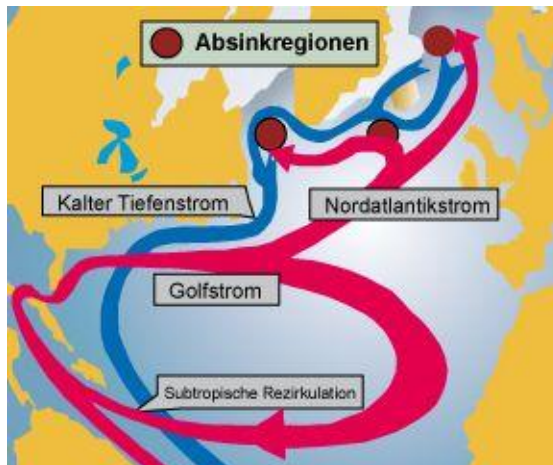 Absinkregionen
Kalter Tiefenstrom
Nordatlantikstrom
Golfstrom
Subtropische Rezirkulation